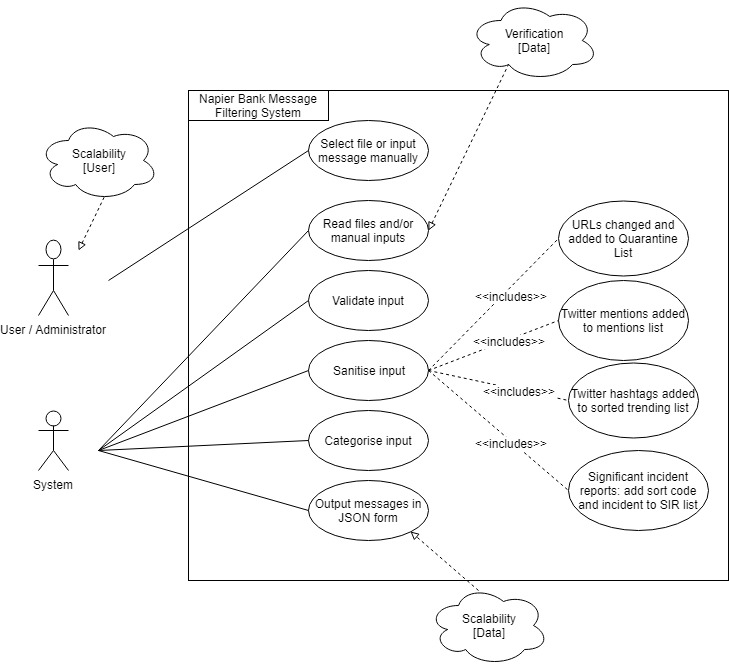 Verification
[Data]
Napier Bank Message
Filtering System
Scalability
[User]
Select file or input
message manually
Read files and/or
manual inputs
URLs changed and
added to Quarantine
List
User / Administrator
Validate input
<<includes>>
Twitter mentions added
to mentions list
<<includes>>
Sanitise input
<<includes>>
Twitter hashtags added
to sorted trending list
Categorise input
<<includes>>
System
Significant incident
reports: add sort code
and incident to SIR list
Output messages in
JSON form
Scalability
[Data]